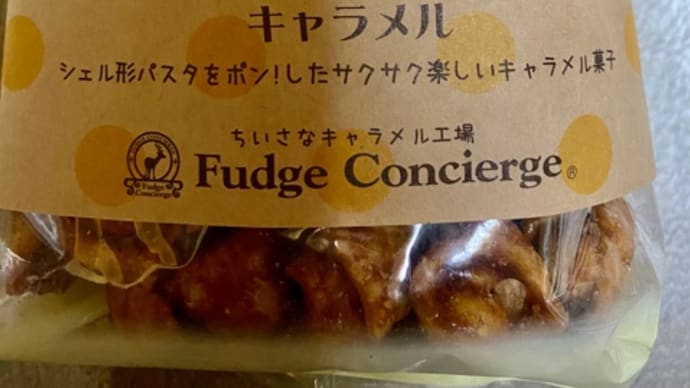 キャラメル
シェル形パスタをポン!したサクサク楽しいキャラメル菓子
ちいさなキャラメル工場
Fudge Concierge®
Fudge
Concierge